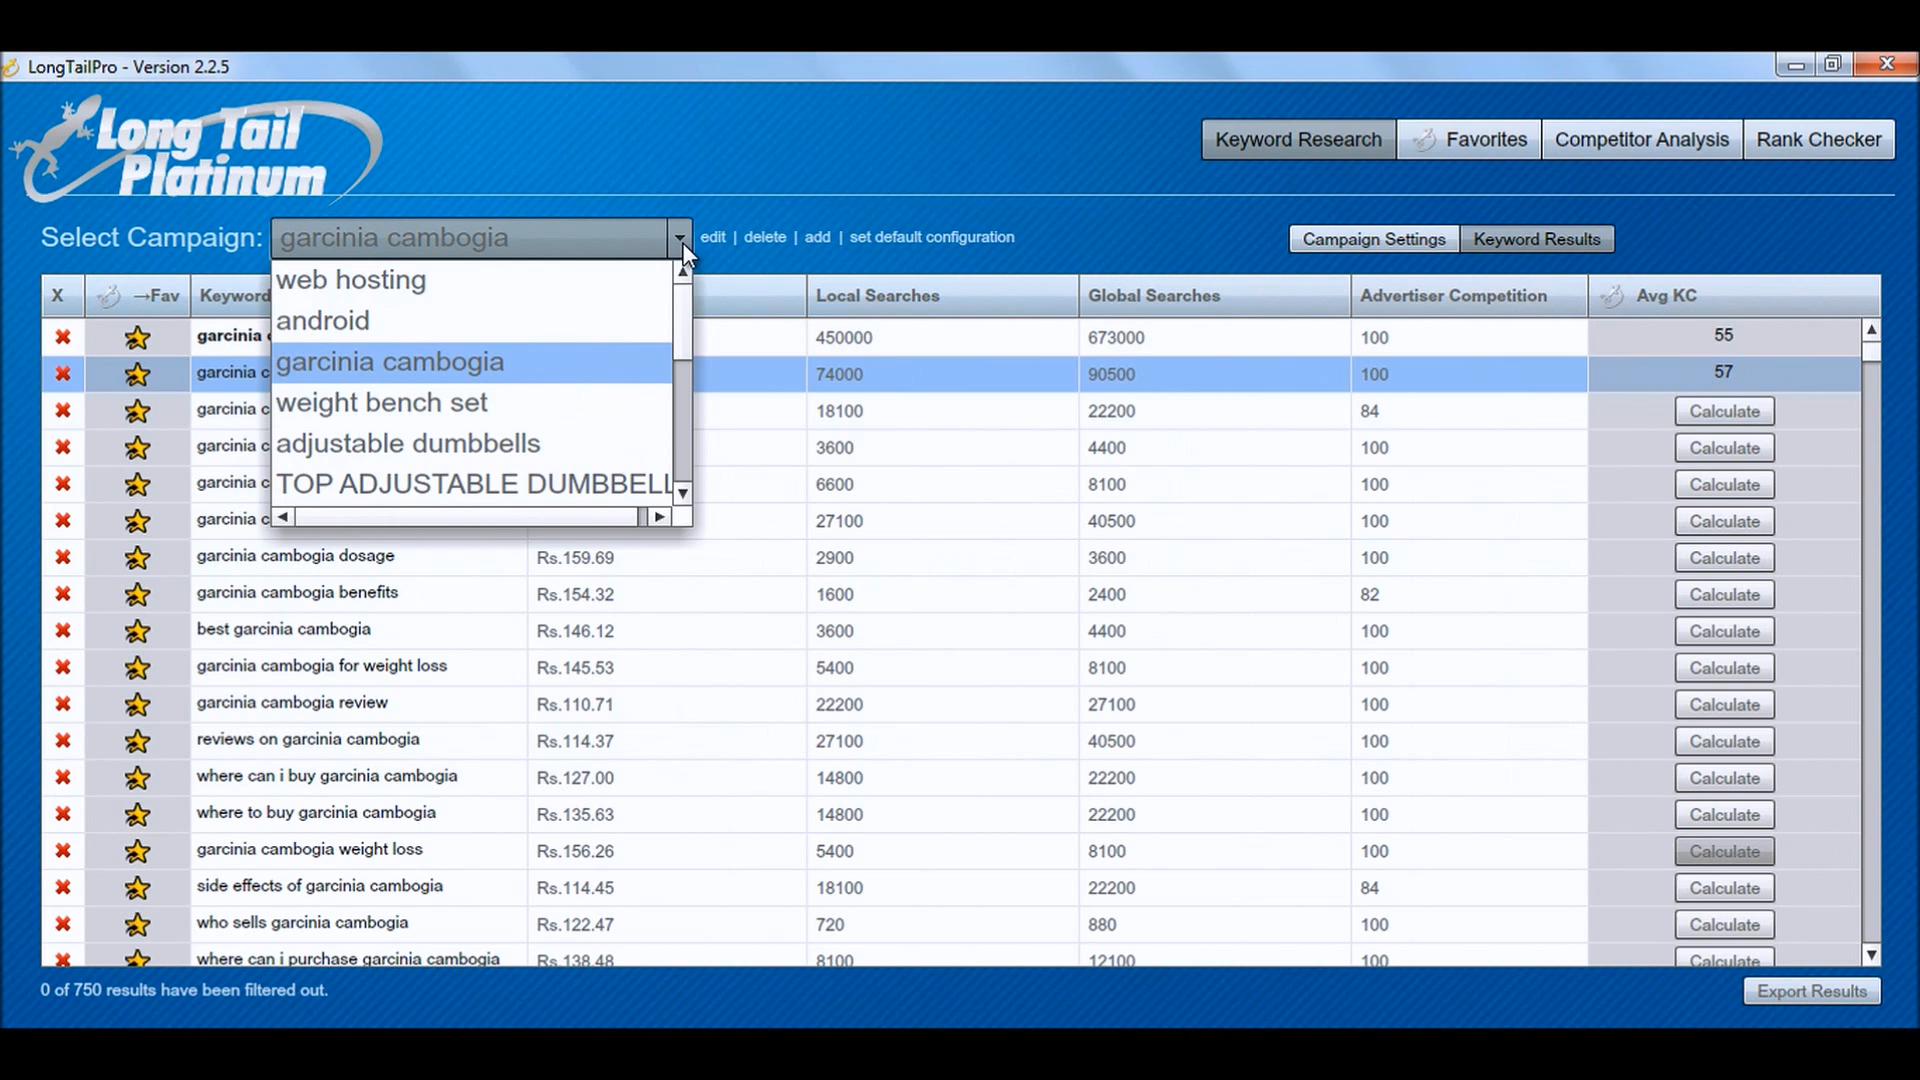 LongTailPro - Version 2.2.5
Long Tail
Platinum
Keyword Research Favorites Competitor Analysis Rank Checker
Select Campaign: garcinia cambogia edit | delete | add | set default configuration Campaign Settings Keyword Results
web hosting
android
garcinia cambogia
weight bench set
adjustable dumbbells
TOP ADJUSTABLE DUMBBELL
X →Fav Keyword Local Searches Global Searches Advertiser Competition Avg KC
garcinia 450000 673000 100 55
garcinia c 74000 90500 100 57
garcinia c 18100 22200 84 Calculate
garcinia c 3600 4400 100 Calculate
garcinia c 6600 8100 100 Calculate
garcinia c 27100 40500 100 Calculate
garcinia cambogia dosage Rs.159.69 2900 3600 100 Calculate
garcinia cambogia benefits Rs.154.32 1600 2400 82 Calculate
best garcinia cambogia Rs.146.12 3600 4400 100 Calculate
garcinia cambogia for weight loss Rs.145.53 5400 8100 100 Calculate
garcinia cambogia review Rs.110.71 22200 27100 100 Calculate
reviews on garcinia cambogia Rs.114.37 27100 40500 100 Calculate
where can i buy garcinia cambogia Rs.127.00 14800 22200 100 Calculate
where to buy garcinia cambogia Rs.135.63 14800 22200 100 Calculate
garcinia cambogia weight loss Rs.156.26 5400 8100 100 Calculate
side effects of garcinia cambogia Rs.114.45 18100 22200 84 Calculate
who sells garcinia cambogia Rs.122.47 720 880 100 Calculate
where can i purchase garcinia cambogia Rs.138.48 8100 12100 100 Calculate
0 of 750 results have been filtered out. Export Results